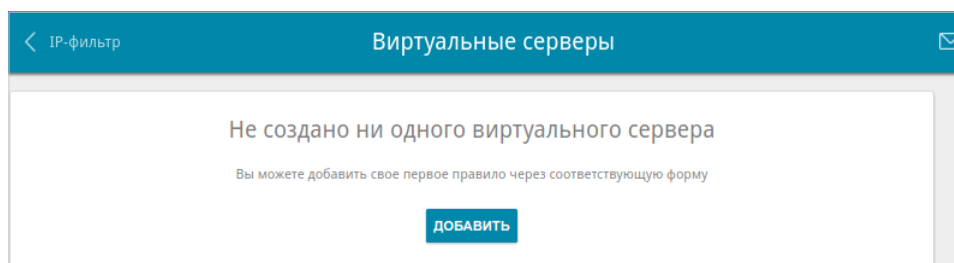 IP-фильтр
Виртуальные серверы
Не создано ни одного виртуального сервера
Вы можете добавить свое первое правило через соответствующую форму
ДОБАВИТЬ